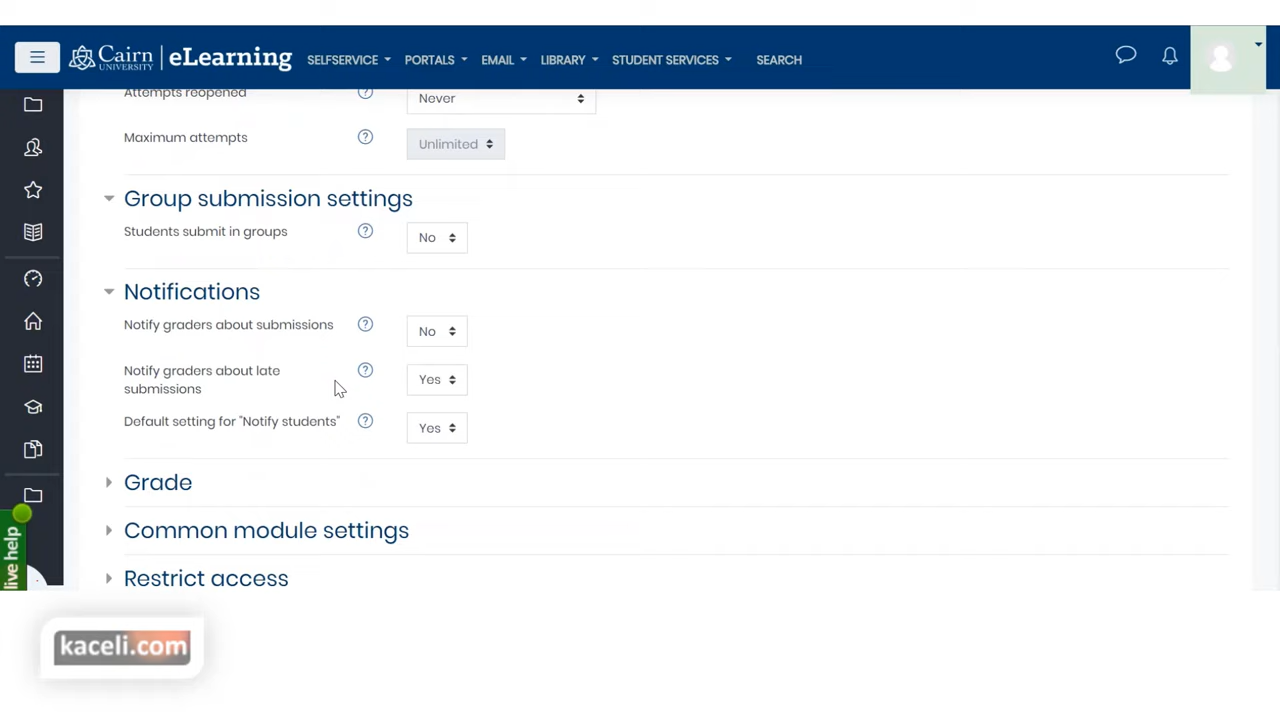 Cairn UNIVERSITY eLearning SELFSERVICE PORTALS EMAIL LIBRARY STUDENT SERVICES SEARCH
Attempts reopened Never
Maximum attempts Unlimited
Group submission settings
Students submit in groups No
Notifications
Notify graders about submissions No
Notify graders about late
submissions Yes
Default setting for "Notify students" Yes
Grade
Common module settings
Restrict access
live help
kaceli.com